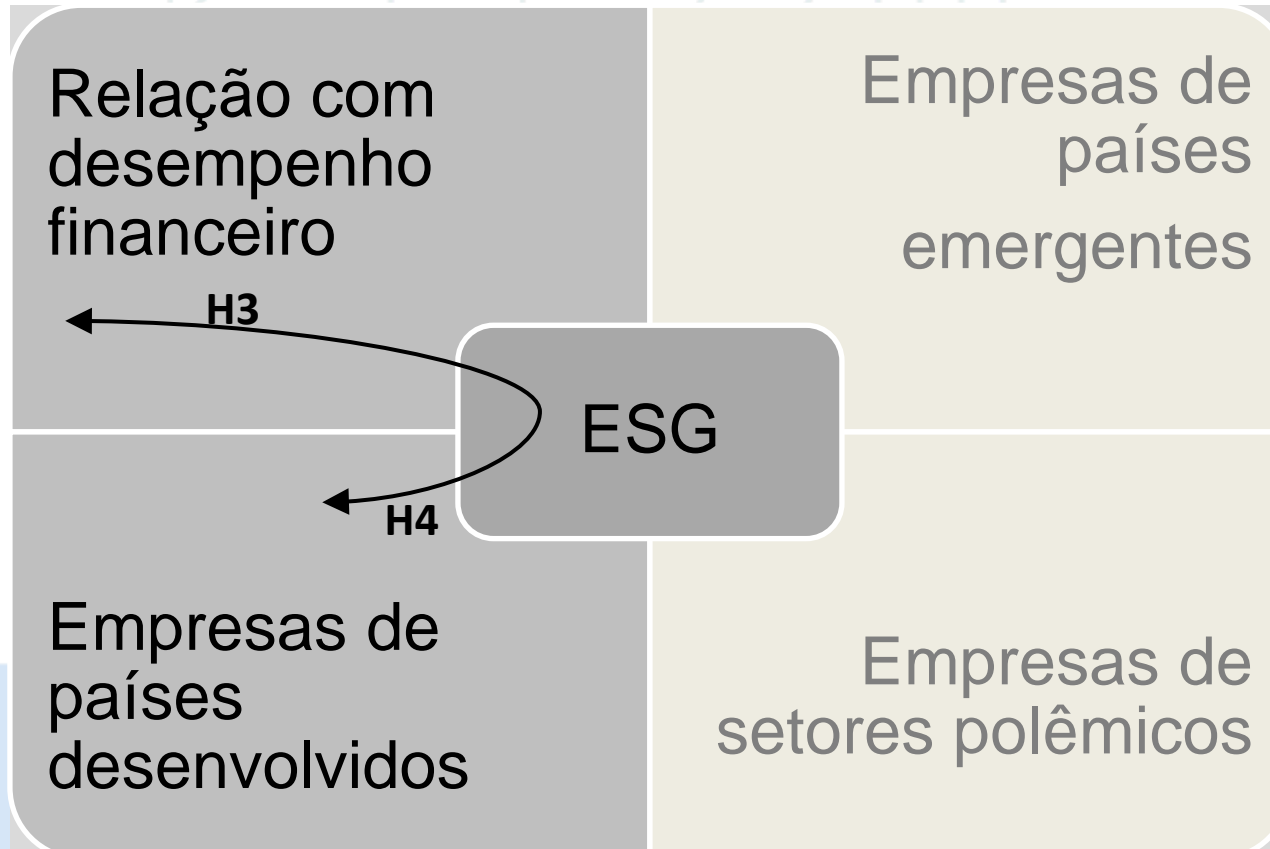 Relação com
desempenho
financeiro
H3
Empresas de
países
emergentes
ESG
H4
Empresas de
países
desenvolvidos
Empresas de
setores polêmicos